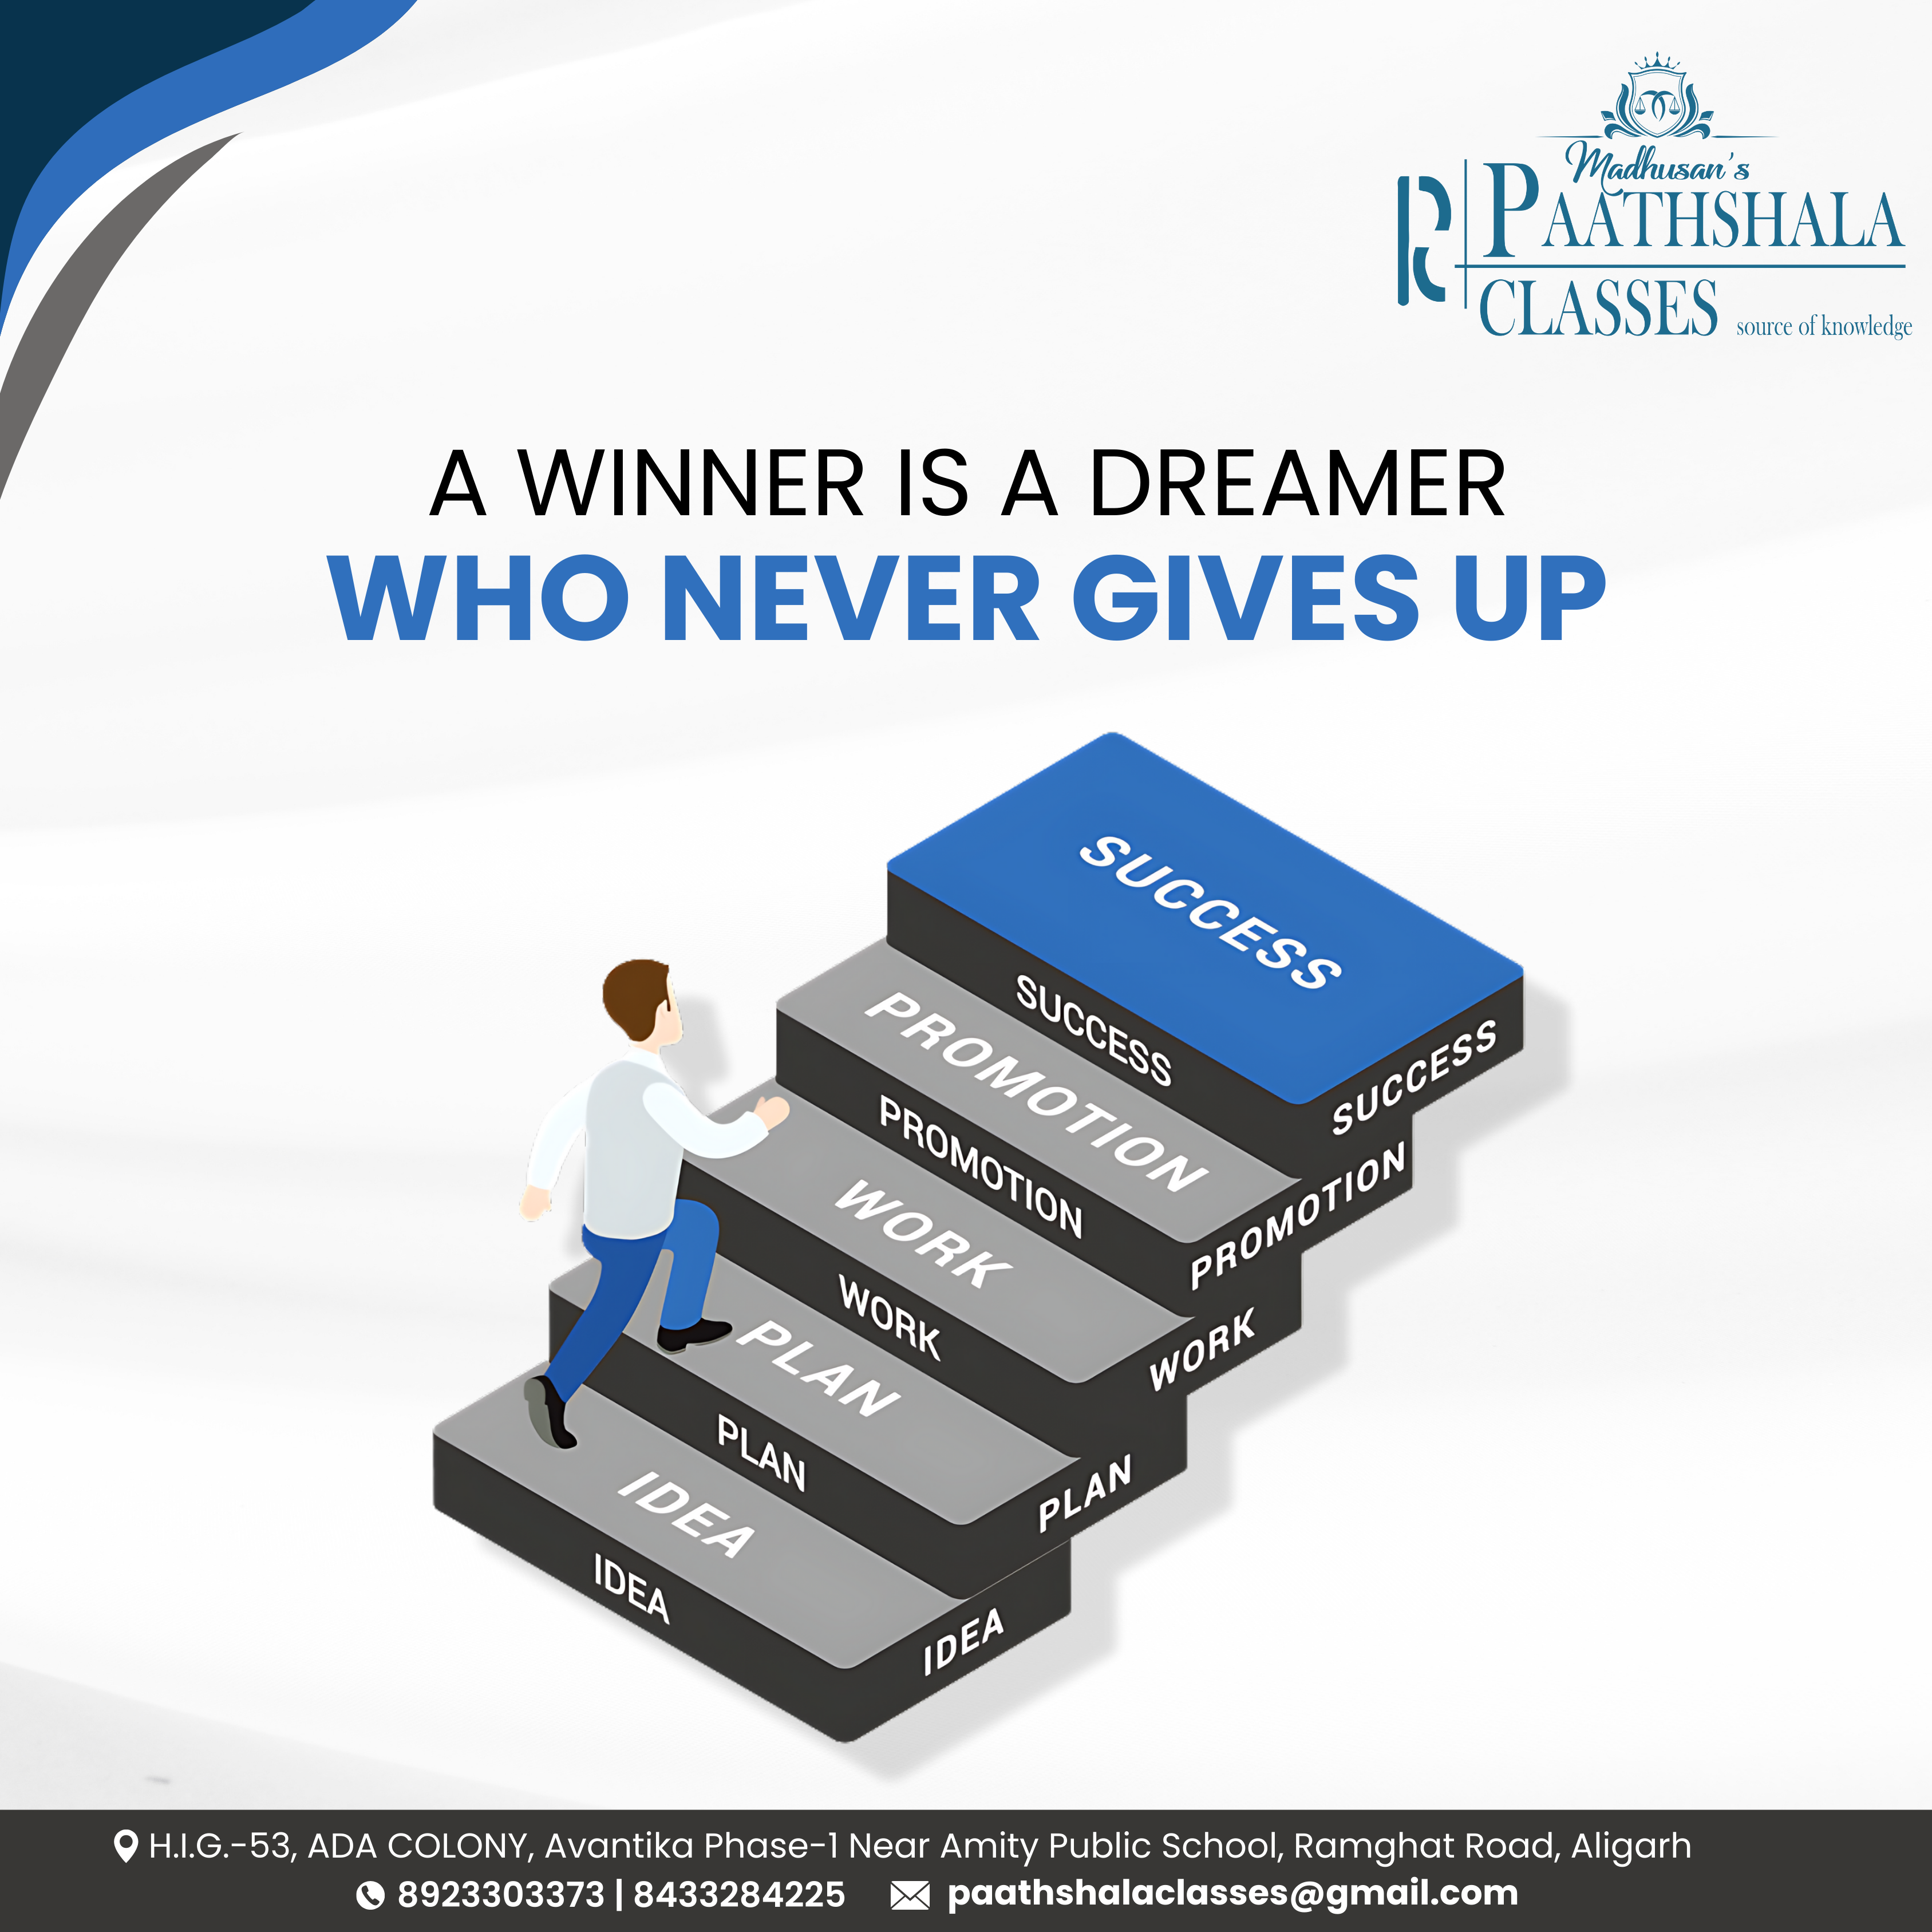 Madhusan's
PAATHSHALA
CLASSES source of knowledge
A WINNER IS A DREAMER
WHO NEVER GIVES UP
SUCCESS
SUCCESS
SUCCESS
PROMOTION
PROMOTION
PROMOTION
WORK
WORK
WORK
PLAN
PLAN
PLAN
IDEA
IDEA
IDEA
H.I.G.-53, ADA COLONY, Avantika Phase-1 Near Amity Public School, Ramghat Road, Aligarh
8923303373 | 8433284225 paathshalaclasses@gmail.com